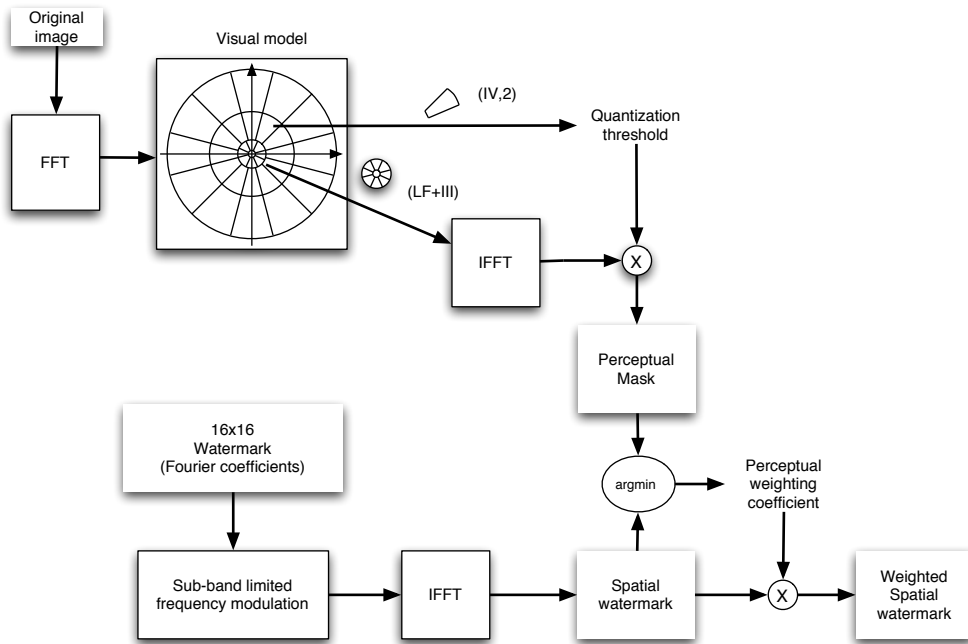 Original
image
Visual model
FFT
(IV,2)
Quantization
threshold
(LF+III)
IFFT
X
Perceptual
Mask
16x16
Watermark
(Fourier coefficients)
argmin
Perceptual
weighting
coefficient
Sub-band limited
frequency modulation
IFFT
Spatial
watermark
X
Weighted
Spatial
watermark